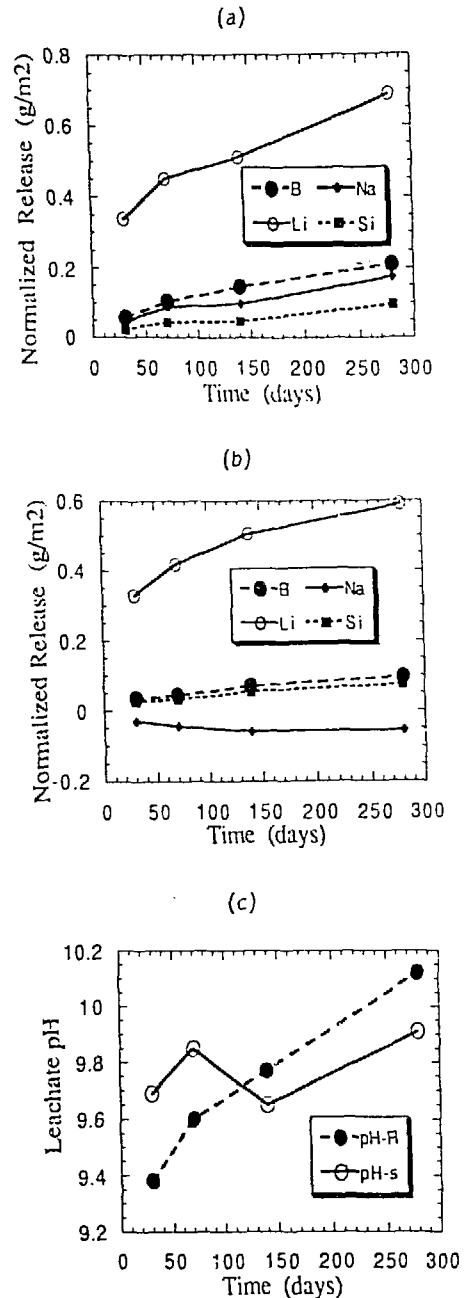 (a)
Normalized Release (g/m2)
0.8
0.6
0.4
0.2
0
B Na
Li Si
0 50 100 150 200 250 300
Time (days)
(b)
Normalized Release (g/m2)
0.6
0.4
0.2
0
-0.2
B Na
Li Si
0 50 100 150 200 250 300
Time (days)
(c)
Leachate pH
10.2
10
9.8
9.6
9.4
9.2
pH-R
pH-s
0 50 100 150 200 250 300
Time (days)